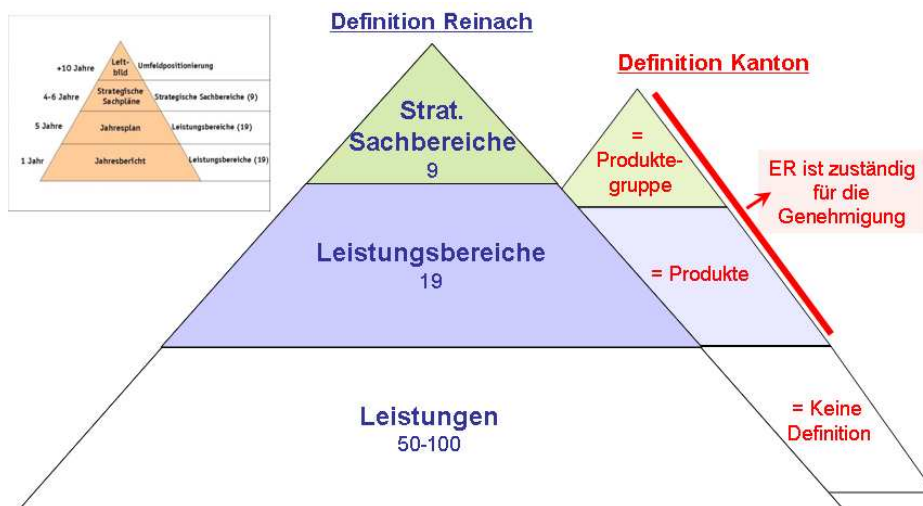 Definition Reinach
Definition Kanton
+10 Jahre
Leit-
bild
Umfeldpositionierung
4-6 Jahre
Strategische
Sachpläne
Strategische Sachbereiche (9)
5 Jahre
Jahresplan
Leistungsbereiche (19)
1 Jahr
Jahresbericht
Leistungsbereiche (19)
Strat.
Sachbereiche
9
=
Produkte-
gruppe
ER ist zuständig
für die
Genehmigung
Leistungsbereiche
19
= Produkte
Leistungen
50-100
= Keine
Definition